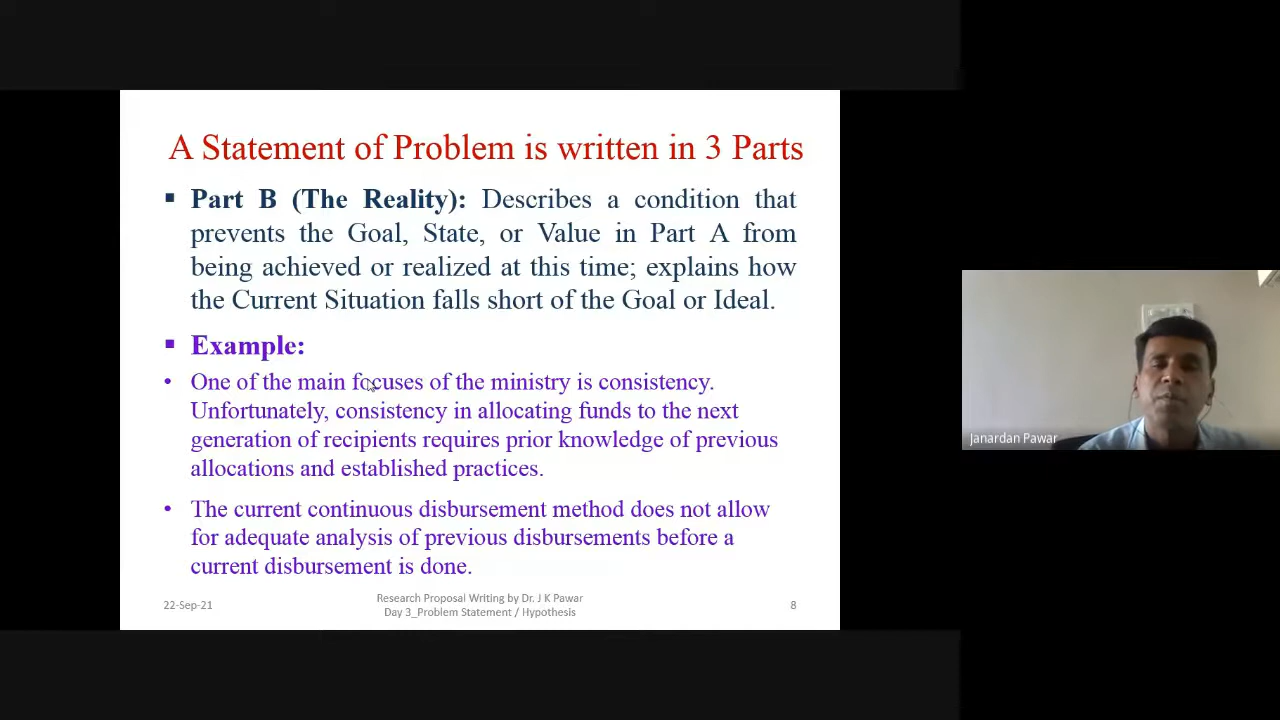 A Statement of Problem is written in 3 Parts
▪ Part B (The Reality): Describes a condition that
prevents the Goal, State, or Value in Part A from
being achieved or realized at this time; explains how
the Current Situation falls short of the Goal or Ideal.
▪ Example:
• One of the main focuses of the ministry is consistency.
Unfortunately, consistency in allocating funds to the next
generation of recipients requires prior knowledge of previous
allocations and established practices.
• The current continuous disbursement method does not allow
for adequate analysis of previous disbursements before a
current disbursement is done.
22-Sep-21
Research Proposal Writing by Dr. J K Pawar
Day 3_Problem Statement / Hypothesis
8
Janardan Pawar